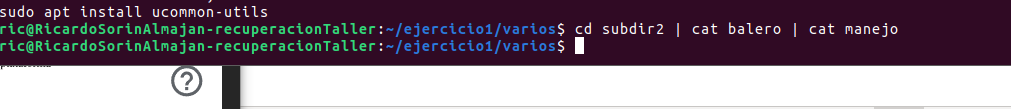 sudo apt install ucommon-utils
ric@RicardoSorinAlmajan-recuperacionTaller:~/ejercicio1/varios$ cd subdir2 | cat balero | cat manejo
ric@RicardoSorinAlmajan-recuperacionTaller:~/ejercicio1/varios$
?